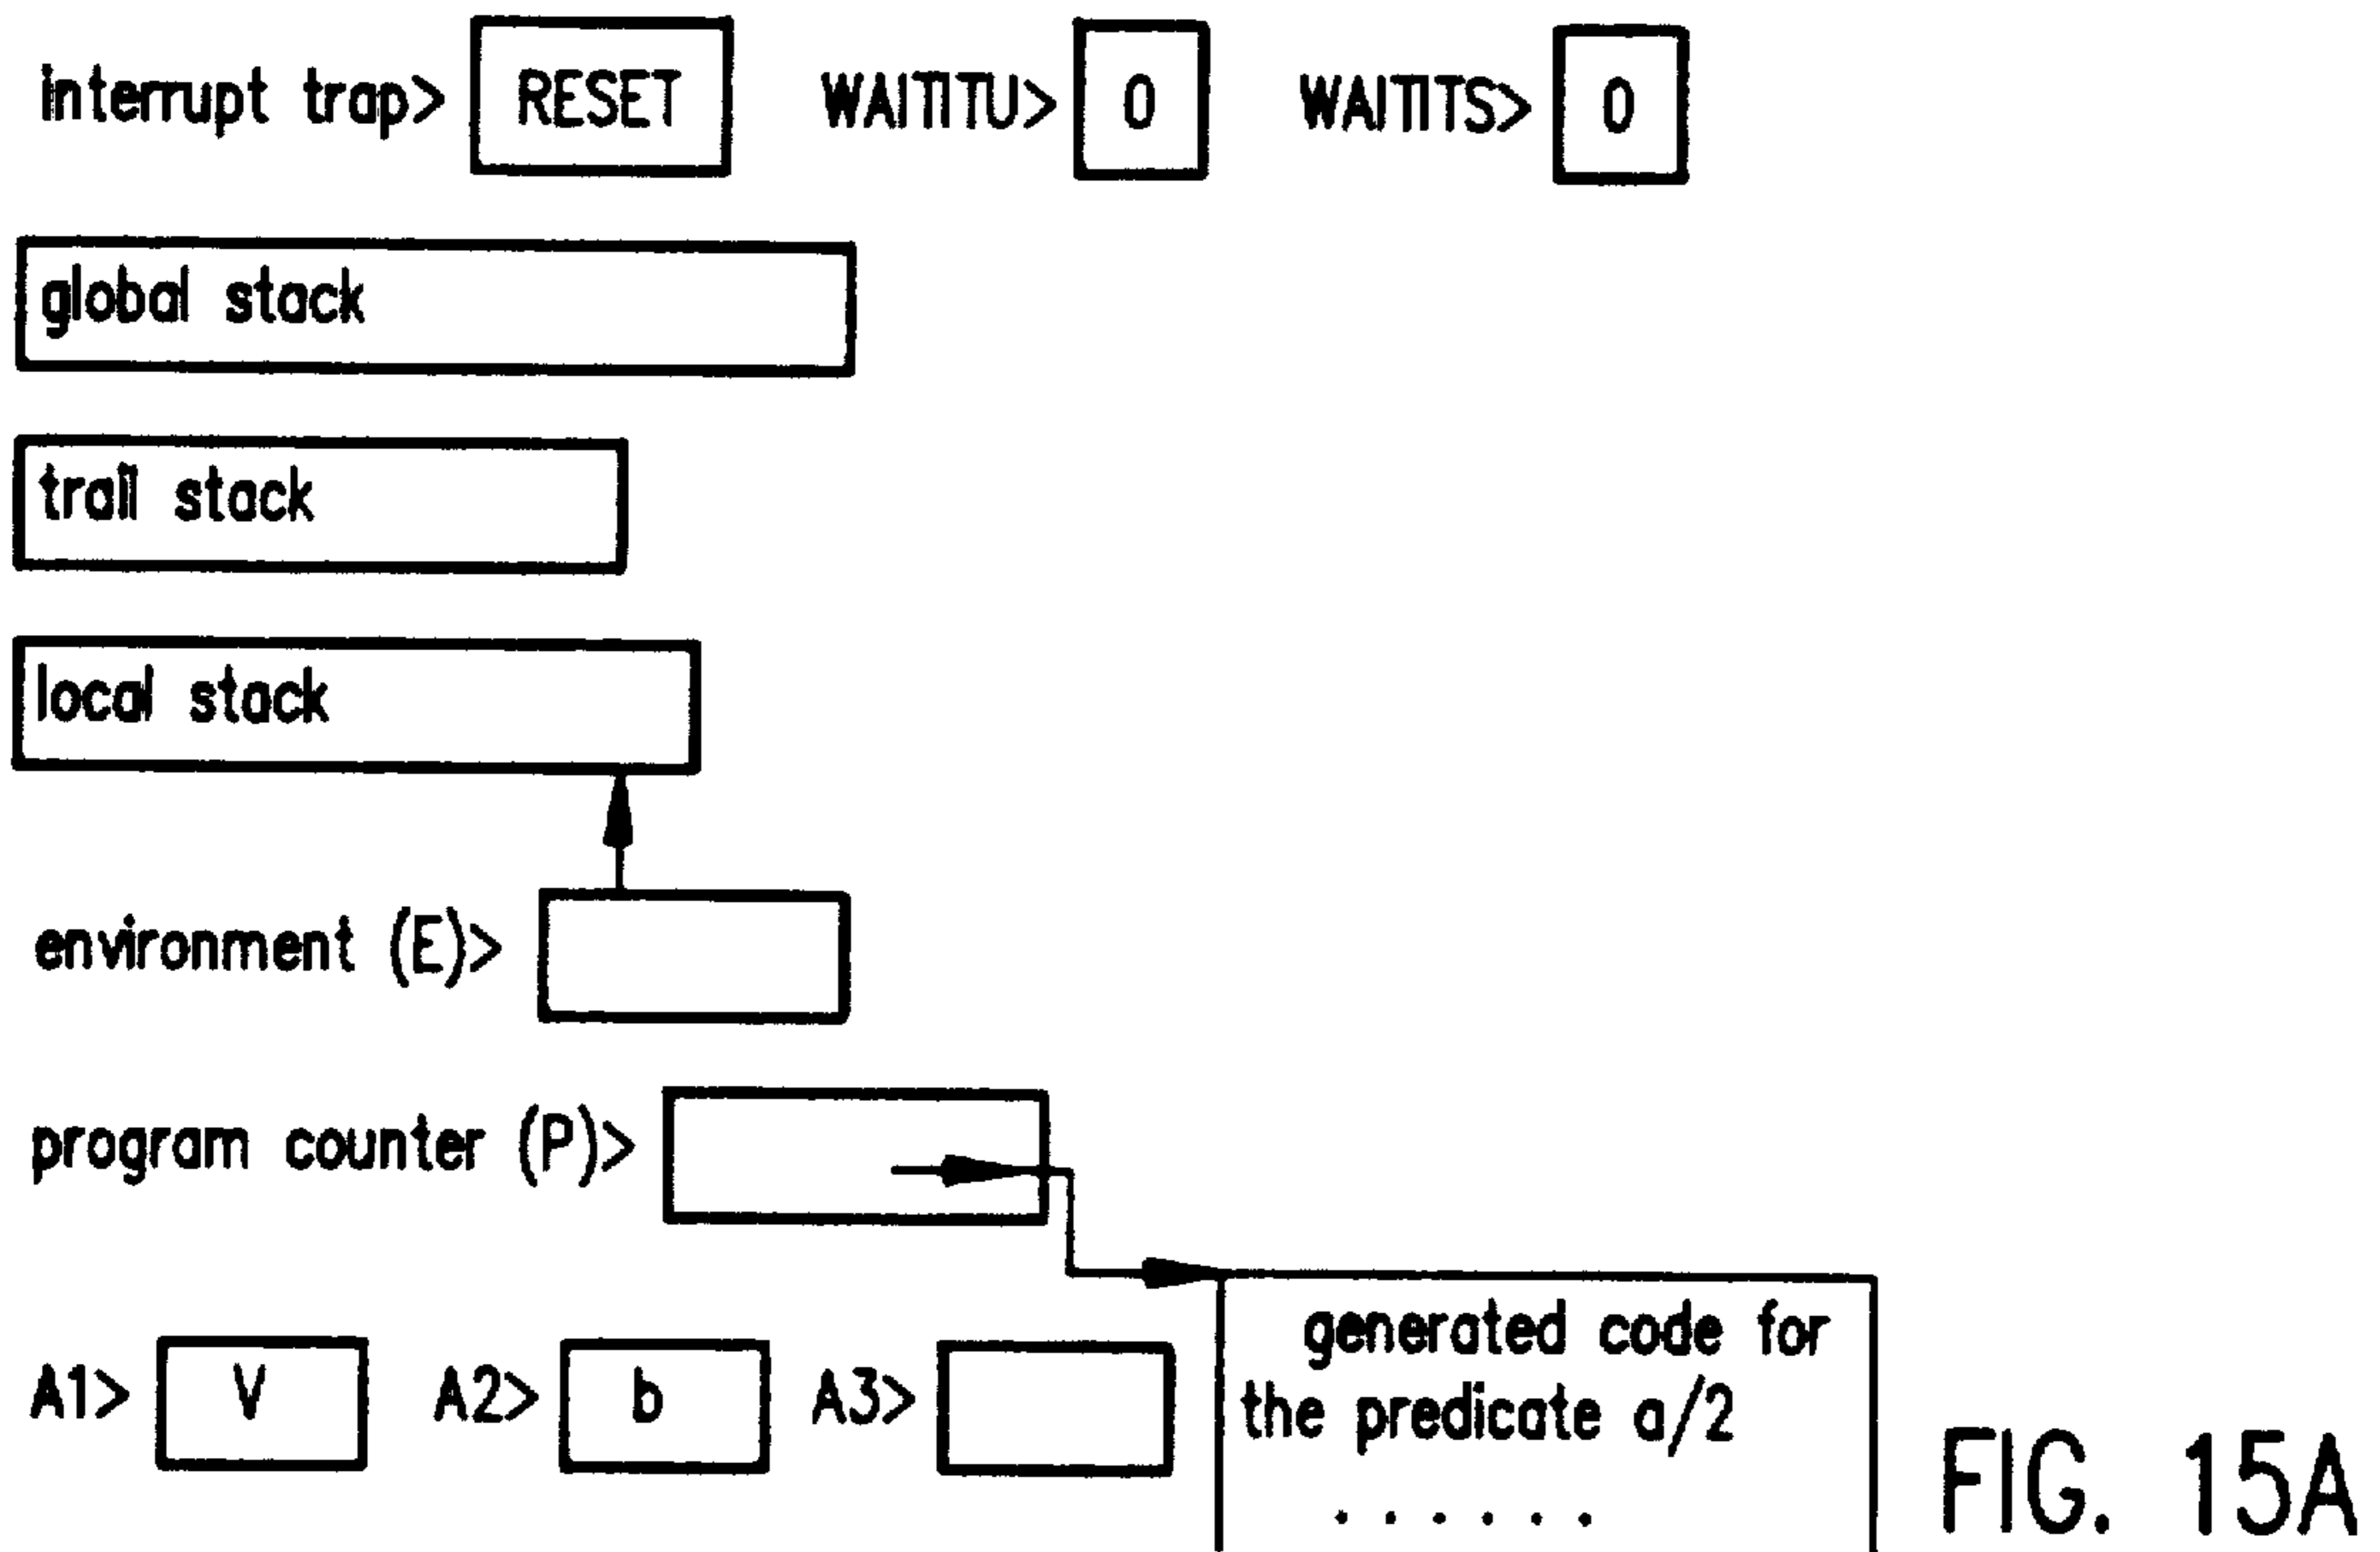 interrupt trap> RESET WAITITU> 0 WAITITS> 0
global stack
trail stack
local stack
environment (E)>
program counter (P)>
A1> V A2> b A3>
generated code for
the predicate a/2
. . . . . .
FIG. 15A